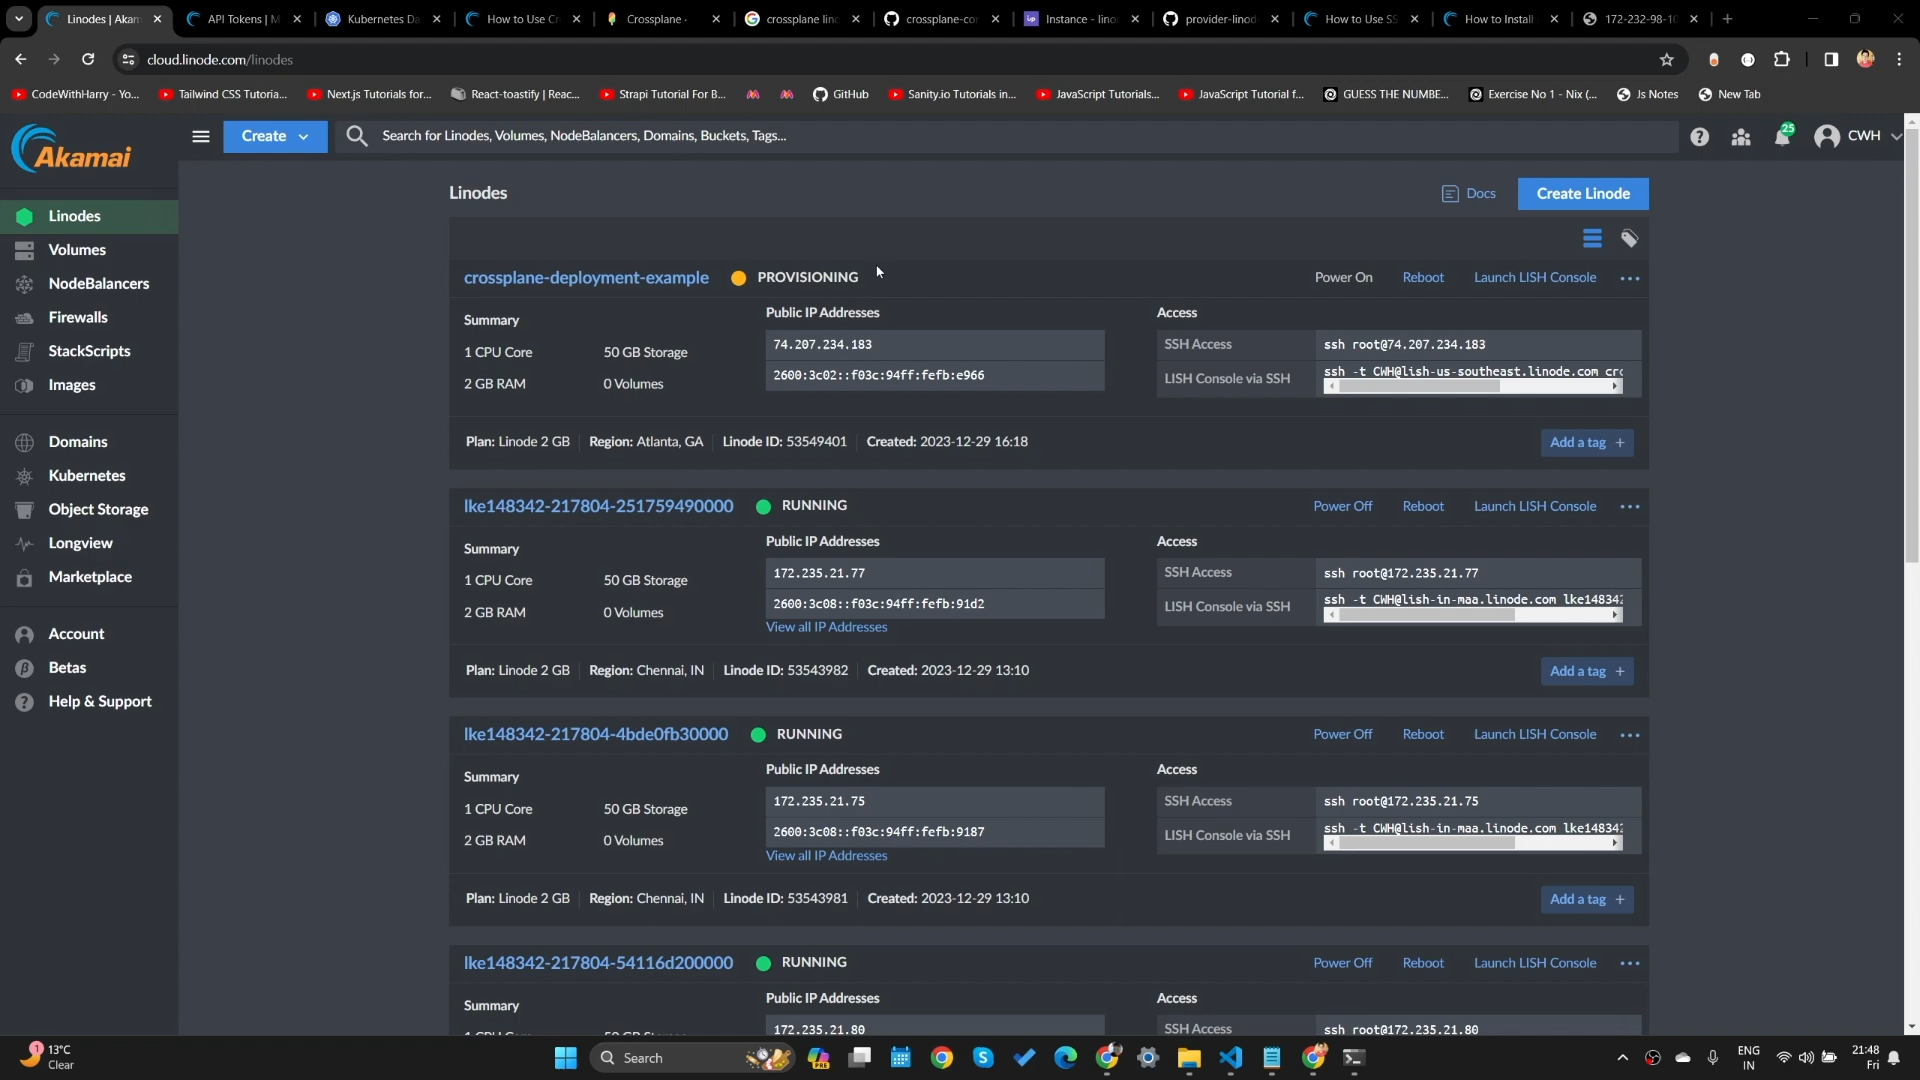 Linodes | Akam
API Tokens | M
Kubernetes Da
How to Use Cr
Crossplane -
crossplane lino
crossplane-cor
Instance - lino
provider-linod
How to Use SS
How to Install
172-232-98-10
cloud.linode.com/linodes
CodeWithHarry - Yo...
Tailwind CSS Tutoria...
Next.js Tutorials for...
React-toastify | Reac...
Strapi Tutorial For B...
GitHub
Sanity.io Tutorials in...
JavaScript Tutorials...
JavaScript Tutorial f...
GUESS THE NUMBE...
Exercise No 1 - Nix (...
Js Notes
New Tab
Akamai
Create
Search for Linodes, Volumes, NodeBalancers, Domains, Buckets, Tags...
25
CWH
Linodes
Volumes
NodeBalancers
Firewalls
StackScripts
Images
Domains
Kubernetes
Object Storage
Longview
Marketplace
Account
Betas
Help & Support
Linodes
Docs
Create Linode
crossplane-deployment-example
PROVISIONING
Power On
Reboot
Launch LISH Console
Summary
1 CPU Core
50 GB Storage
2 GB RAM
0 Volumes
Public IP Addresses
74.207.234.183
2600:3c02::f03c:94ff:fefb:e966
Access
SSH Access
ssh root@74.207.234.183
LISH Console via SSH
ssh -t CWH@lish-us-southeast.linode.com cro
Plan: Linode 2 GB
Region: Atlanta, GA
Linode ID: 53549401
Created: 2023-12-29 16:18
Add a tag +
lke148342-217804-251759490000
RUNNING
Power Off
Reboot
Launch LISH Console
Summary
1 CPU Core
50 GB Storage
2 GB RAM
0 Volumes
Public IP Addresses
172.235.21.77
2600:3c08::f03c:94ff:fefb:91d2
View all IP Addresses
Access
SSH Access
ssh root@172.235.21.77
LISH Console via SSH
ssh -t CWH@lish-in-maa.linode.com lke14834
Plan: Linode 2 GB
Region: Chennai, IN
Linode ID: 53543982
Created: 2023-12-29 13:10
Add a tag +
lke148342-217804-4bde0fb30000
RUNNING
Power Off
Reboot
Launch LISH Console
Summary
1 CPU Core
50 GB Storage
2 GB RAM
0 Volumes
Public IP Addresses
172.235.21.75
2600:3c08::f03c:94ff:fefb:9187
View all IP Addresses
Access
SSH Access
ssh root@172.235.21.75
LISH Console via SSH
ssh -t CWH@lish-in-maa.linode.com lke14834
Plan: Linode 2 GB
Region: Chennai, IN
Linode ID: 53543981
Created: 2023-12-29 13:10
Add a tag +
lke148342-217804-54116d200000
RUNNING
Power Off
Reboot
Launch LISH Console
Summary
Public IP Addresses
172.235.21.80
Access
SSH Access
ssh root@172.235.21.80
1
13°C
Clear
Search
PRE
ENG
IN
21:48
Fri